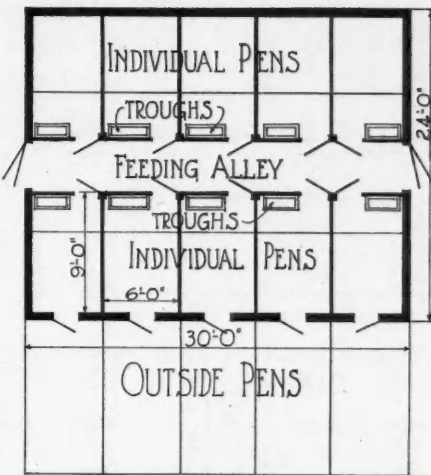 INDIVIDUAL PENS
TROUGHS
24'-0"
FEEDING ALLEY
TROUGHS
9'-0"
INDIVIDUAL PENS
6'-0"
30'-0"
OUTSIDE PENS